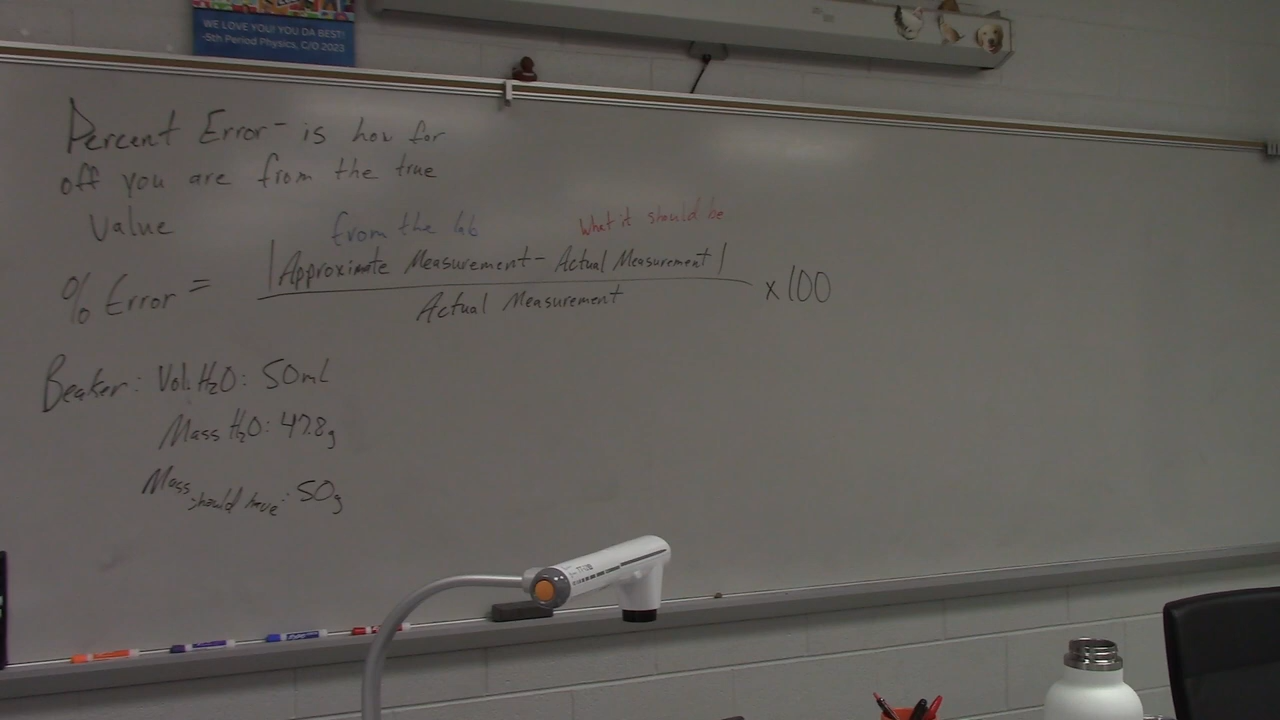 WE LOVE YOU! YOU DA BEST!
-5th Period Physics, C/O 2023
Percent Error - is how far
off you are from the true
value
from the lab
What it should be
% Error = |Approximate Measurement - Actual Measurement| / Actual Measurement x 100
Beaker: Vol. H₂O: 50mL
Mass H₂O: 47.8g
Mass should have: 50g